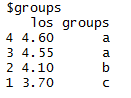 $groups
   los groups
4 4.60      a
3 4.55      a
2 4.10      b
1 3.70      c